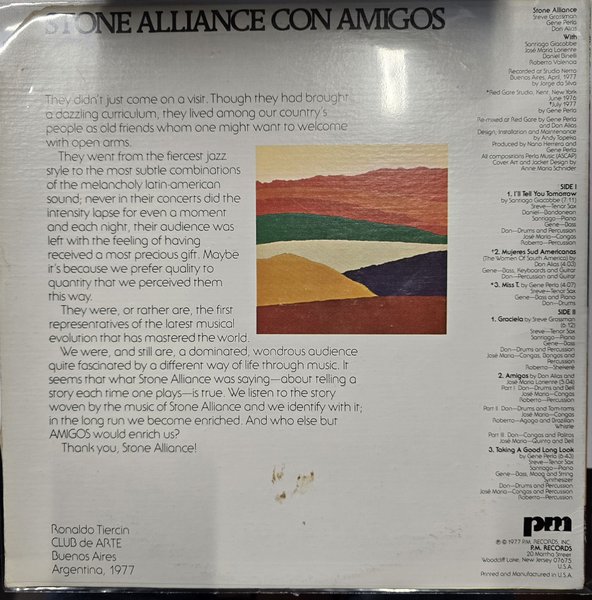 STONE ALLIANCE CON AMIGOS
They didn't just come on a visit. Though they had brought
a dazzling curriculum, they lived among our country's
people as old friends whom one might want to welcome
with open arms.
They went from the fiercest jazz
style to the most subtle combinations
of the melancholy latin-american
sound; never in their concerts did the
intensity lapse for even a moment
and each night, their audience was
left with the feeling of having
received a most precious gift. Maybe
it's because we prefer quality to
quantity that we perceived them
this way.
They were, or rather are, the first
representatives of the latest musical
evolution that has mastered the world.
We were, and still are, a dominated, wondrous audience
quite fascinated by a different way of life through music. It
seems that what Stone Alliance was saying—about telling a
story each time one plays—is true. We listen to the story
woven by the music of Stone Alliance and we identify with it;
in the long run we become enriched. And who else but
AMIGOS would enrich us?
Thank you, Stone Alliance!
Ronaldo Tiercin
CLUB de ARTE
Buenos Aires
Argentina, 1977
Stone Alliance
Steve Grossman
Gene Perla
Don Alias
With
Santiago Giacobbe
José Maria Loriente
Daniel Binelli
Roberto Valencia
Recorded at Studio Netto
Buenos Aires, April, 1977
by Jorge da Silva
*Red Gate Studio, Kent, New York
June 1976
*July 1977
by Gene Perla
Re-mixed at Red Gate by Gene Perla
and Don Alias
Design, Installation and Maintenance
by Andy Topeka
Produced by Nano Herrera and
Gene Perla
All compositions Perla Music (ASCAP)
Cover Art and Jacket Design by
Anne Marie Schnider
SIDE I
1. I'll Tell You Tomorrow
by Santiago Giacobbe (7:11)
Steve—Tenor Sax
Daniel—Bandoneon
Santiago—Piano
Gene—Bass
Don—Drums and Percussion
José Maria—Congas
Roberto—Percussion
*2. Mujeres Sud Americanas
(The Women Of South America) by
Don Alias (4:03)
Gene—Bass, Keyboards and Guitar
Don—Drums, Percussion and
Guitar
*3. Miss T. by Gene Perla (4:07)
Steve—Tenor Sax
Gene—Bass and Piano
Don—Drums
SIDE II
1. Graciela by Steve Grossman
(6:12)
Steve—Tenor Sax
Santiago—Piano
Gene—Bass
Don—Drums and Percussion
José Maria—Congas, Bongos and
Percussion
Roberto—Shekere
2. Amigos by Don Alias and
José Maria Loriente (3:04)
Part I. Don—Drums and Bell
José Maria—Congas
Roberto—Percussion
Part II. Don—Drums and Tom-toms
José Maria—Congas
Roberto—Agogo and Brazilian
Whistle
Part III. Don—Congas and Palitos
José Maria—Quinto and Bell
3. Taking A Good Long Look
by Gene Perla (6:43)
Steve—Tenor Sax
Santiago—Piano
Gene—Bass, Moog and String
Synthesizer
Don—Drums and Percussion
José Maria—Congas and Percussion
Roberto—Percussion
pm
℗ © 1977 P.M. RECORDS, INC.
P.M. RECORDS
20 Martha Street
Woodcliff Lake, New Jersey 07675
U.S.A.
Printed and Manufactured in U.S.A.